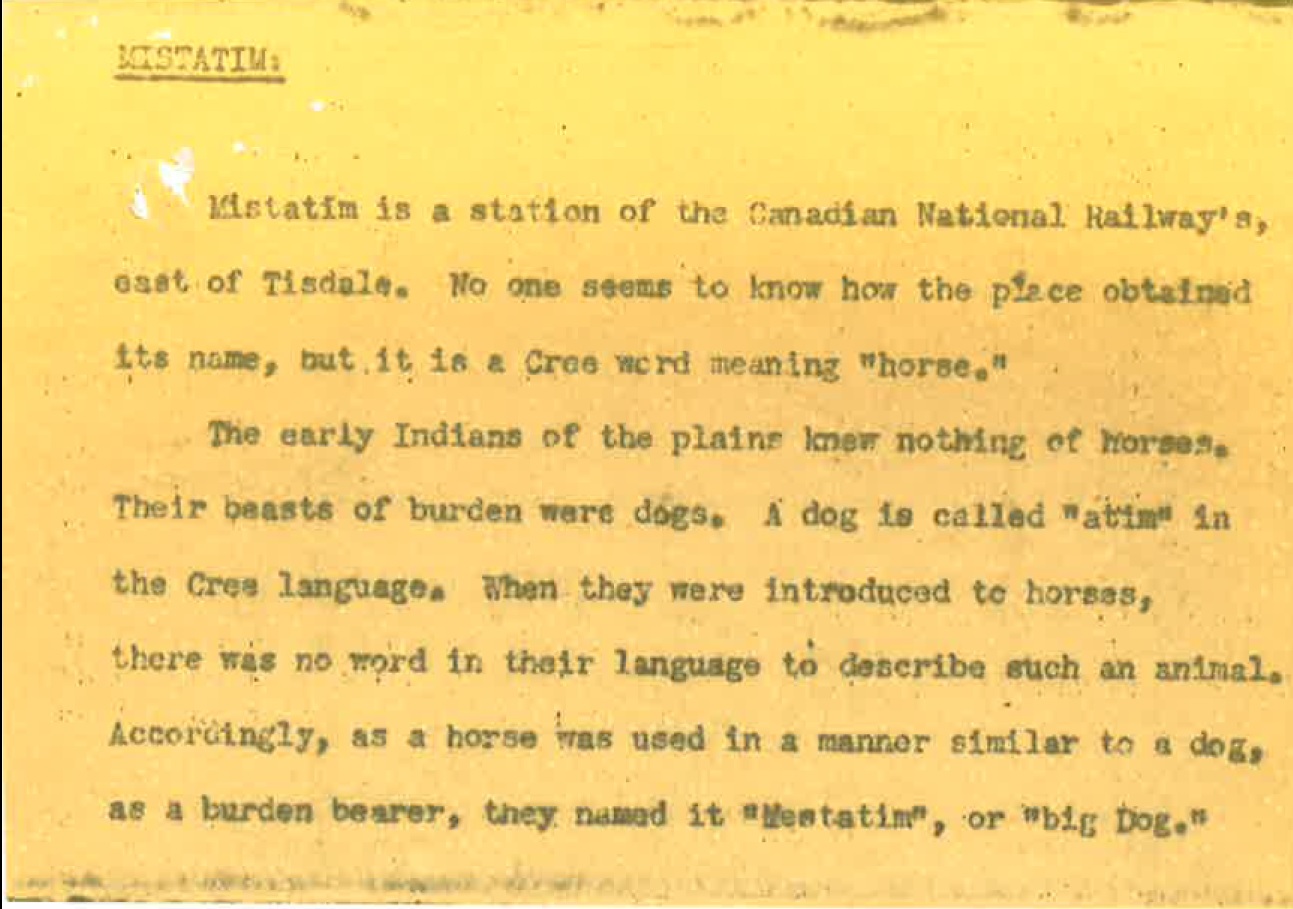 MISTATIM:
Mistatim is a station of the Canadian National Railway's,
east of Tisdale. No one seems to know how the place obtained
its name, but it is a Cree word meaning "horse."
The early Indians of the plains knew nothing of horses.
Their beasts of burden were dogs. A dog is called "atim" in
the Cree language. When they were introduced to horses,
there was no word in their language to describe such an animal.
Accordingly, as a horse was used in a manner similar to a dog,
as a burden bearer, they named it "Mestatim", or "big Dog."